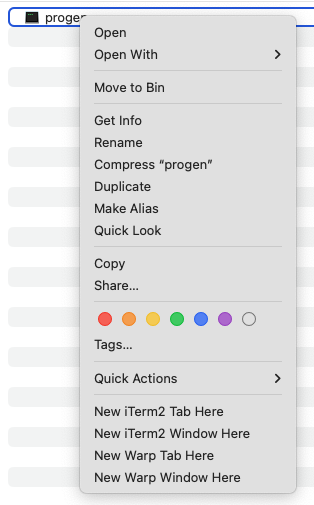 progen
Open
Open With
Move to Bin
Get Info
Rename
Compress “progen”
Duplicate
Make Alias
Quick Look
Copy
Share...
Tags...
Quick Actions
New iTerm2 Tab Here
New iTerm2 Window Here
New Warp Tab Here
New Warp Window Here